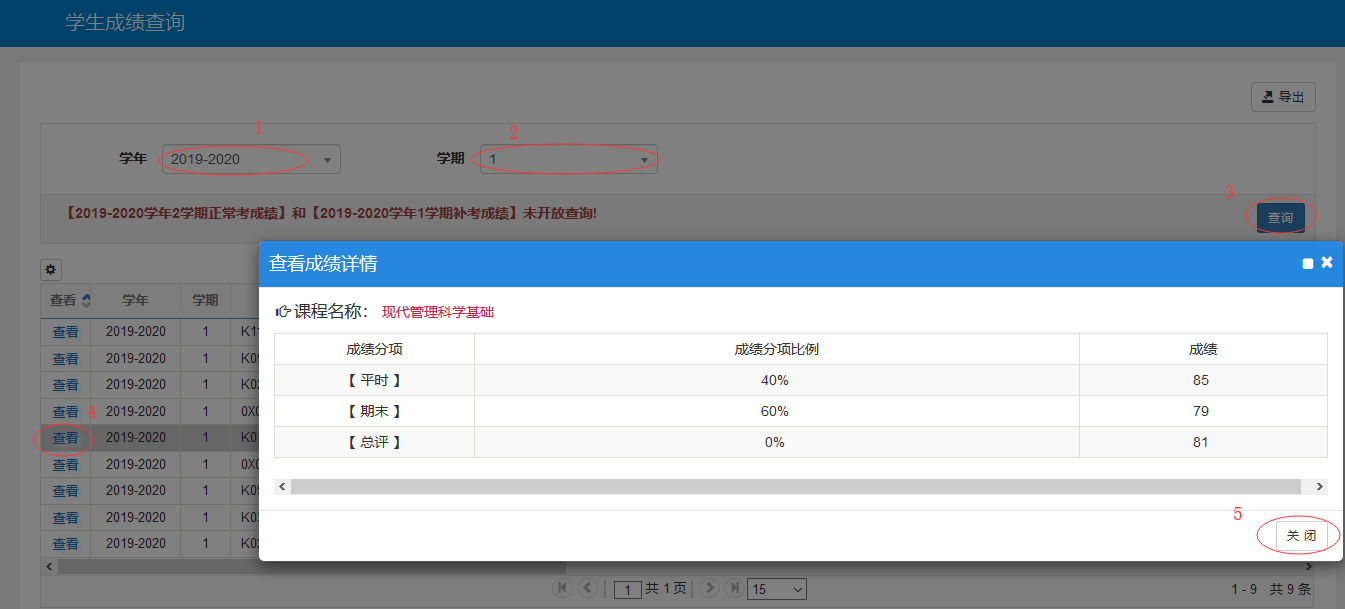 学生成绩查询
导出
1
2
学年 2019-2020 学期 1
3
【2019-2020学年2学期正常考成绩】和【2019-2020学年1学期补考成绩】未开放查询!
查询
查看成绩详情
查看 学年 学期
课程名称: 现代管理科学基础
查看 2019-2020 1
查看 2019-2020 1
查看 2019-2020 1
查看 2019-2020 1
4
查看 2019-2020 1
查看 2019-2020 1
查看 2019-2020 1
查看 2019-2020 1
查看 2019-2020 1
成绩分项 成绩分项比例 成绩
【 平时 】 40% 85
【 期末 】 60% 79
【 总评 】 0% 81
5
关 闭
1 共 1 页 15 1 - 9 共 9 条